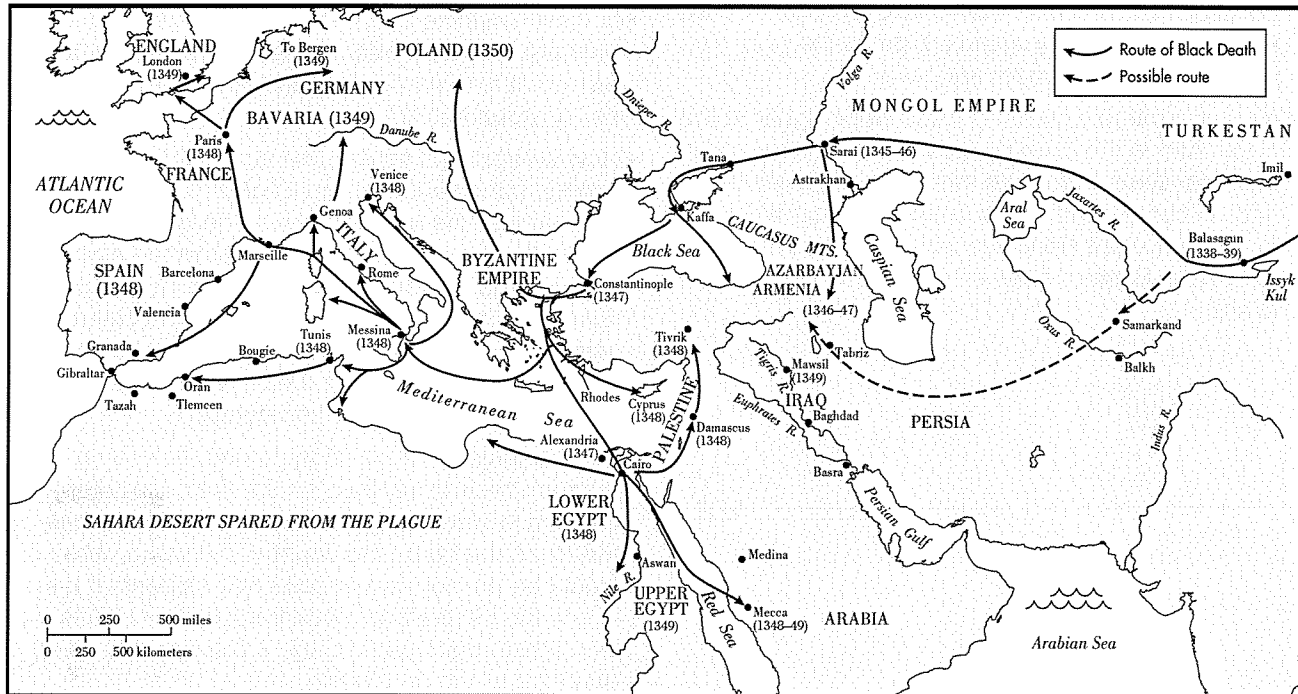 ENGLAND
London
(1349)
To Bergen
(1349)
POLAND (1350)
GERMANY
BAVARIA (1349)
Paris
(1348)
FRANCE
ATLANTIC
OCEAN
Danube R.
Venice
(1348)
Genoa
ITALY
Marseille
Rome
Barcelona
SPAIN
(1348)
Valencia
Granada
Gibraltar
Tazah
Tlemcen
Oran
Bougie
Tunis
(1348)
Messina
(1348)
Mediterranean
Sea
BYZANTINE
EMPIRE
Constantinople
(1347)
Black Sea
Dnieper R.
Volga R.
Tana
Kaffa
CAUCASUS MTS.
Route of Black Death
Possible route
MONGOL EMPIRE
TURKESTAN
Sarai (1345–46)
Astrakhan
Caspian Sea
Aral
Sea
Jaxartes R.
Imil
Balasagun
(1338–39)
Issyk
Kul
Samarkand
Oxus R.
Balkh
AZARBAYJAN
ARMENIA
(1346–47)
Tabriz
Tivrik
(1348)
Mawsil
(1349)
Tigris R.
IRAQ
Euphrates R.
Baghdad
Basra
PERSIA
Indus R.
Persian Gulf
Rhodes
Cyprus
(1348)
PALESTINE
Damascus
(1348)
Alexandria
(1347)
Cairo
LOWER
EGYPT
(1348)
SAHARA DESERT SPARED FROM THE PLAGUE
Aswan
Nile R.
UPPER
EGYPT
(1349)
Red Sea
Medina
Mecca
(1348–49)
ARABIA
Arabian Sea
0 250 500 miles
0 250 500 kilometers